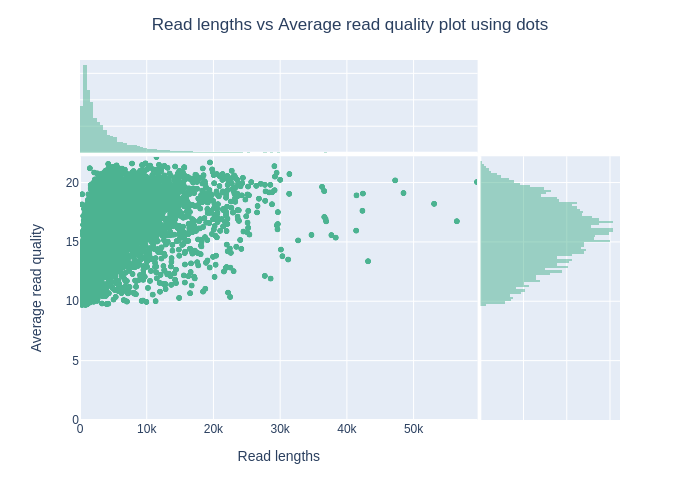 Read lengths vs Average read quality plot using dots
20
15
10
5
0
0 10k 20k 30k 40k 50k
Average read quality
Read lengths